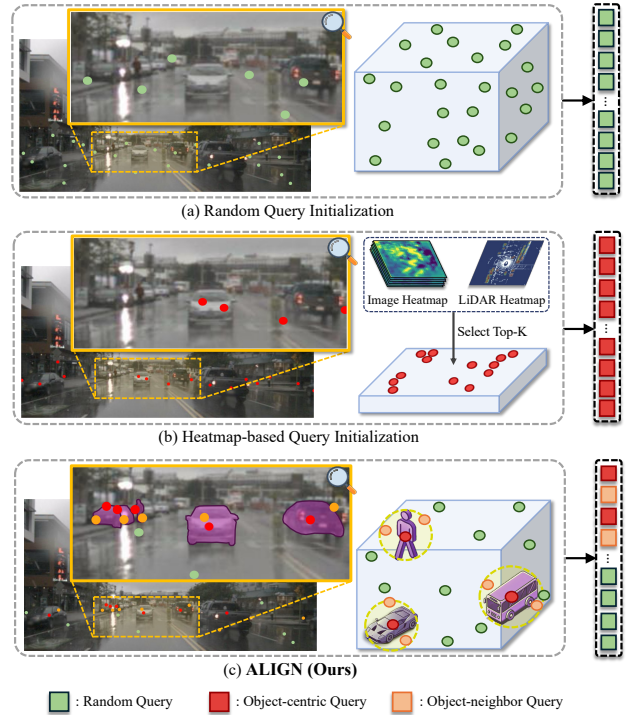 (a) Random Query Initialization
Image Heatmap
LiDAR Heatmap
Select Top-K
(b) Heatmap-based Query Initialization
(c) ALIGN (Ours)
: Random Query
: Object-centric Query
: Object-neighbor Query